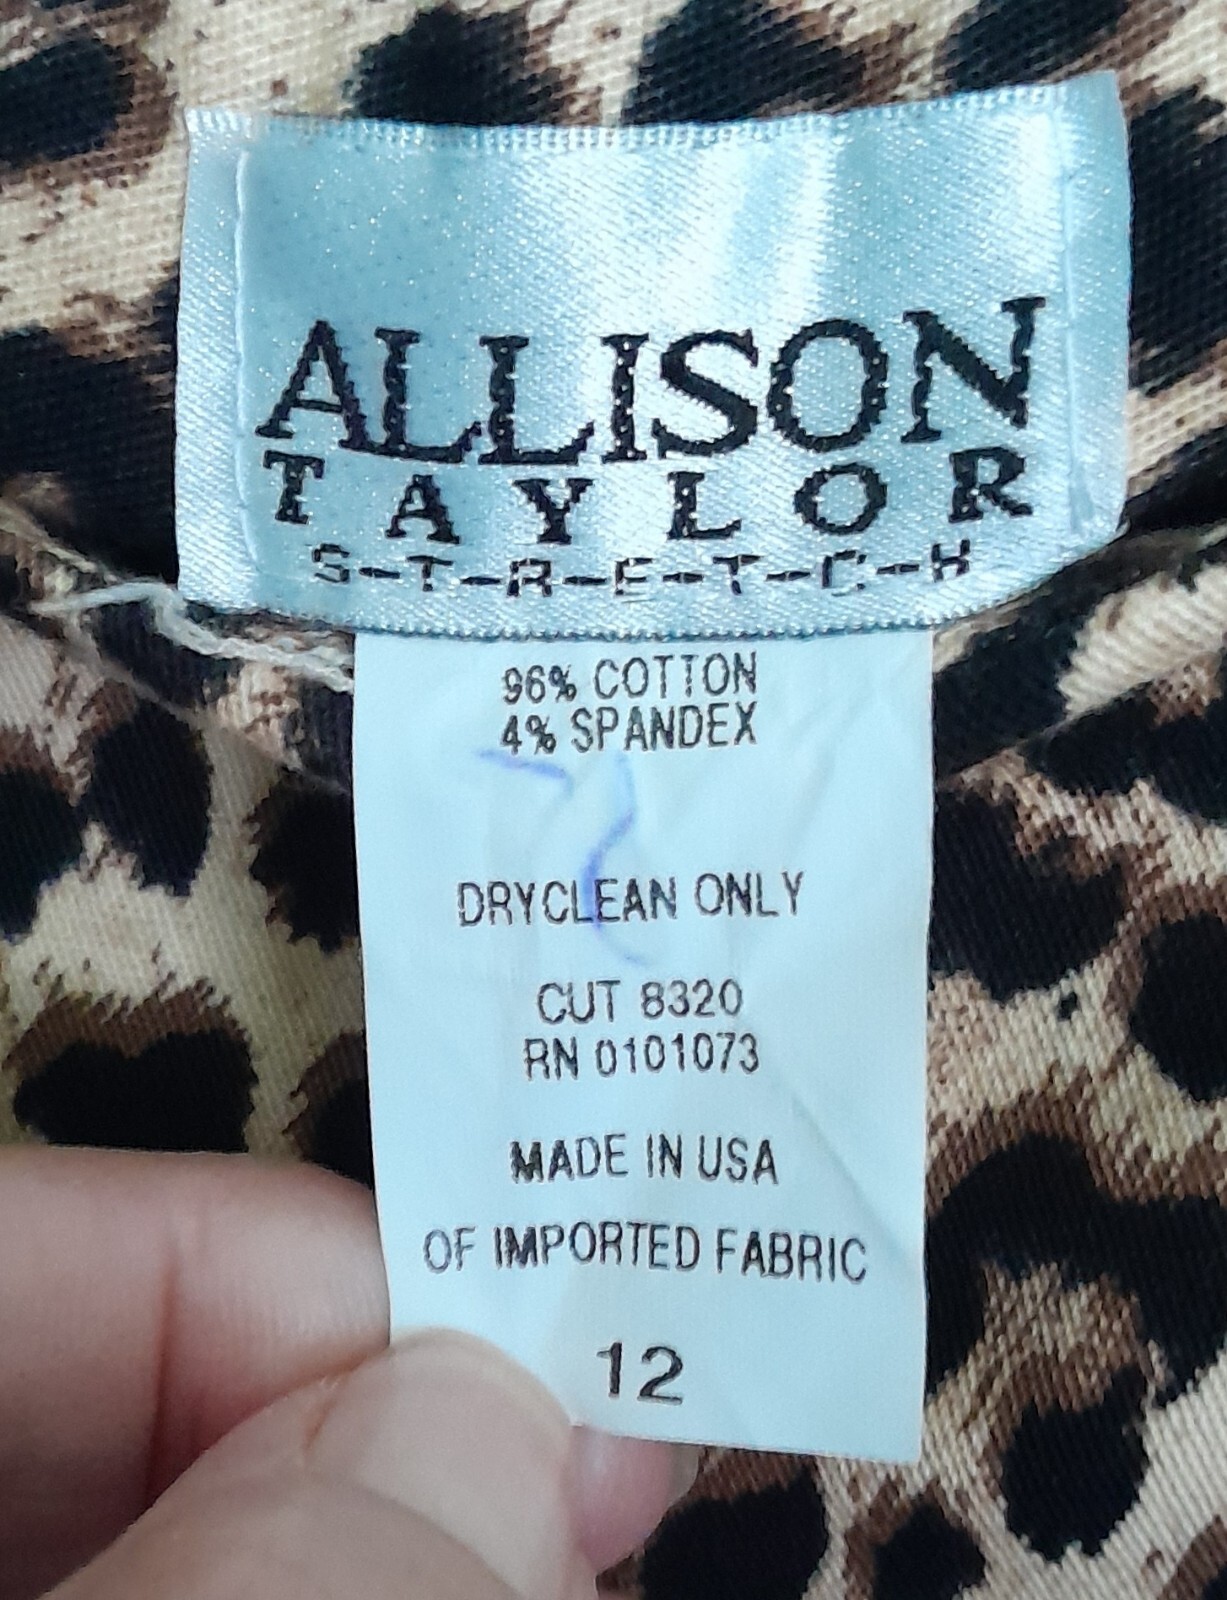 ALLISON
TAYLOR
S-T-R-E-T-C-H
96% COTTON
4% SPANDEX
DRYCLEAN ONLY
CUT 8320
RN 0101073
MADE IN USA
OF IMPORTED FABRIC
12